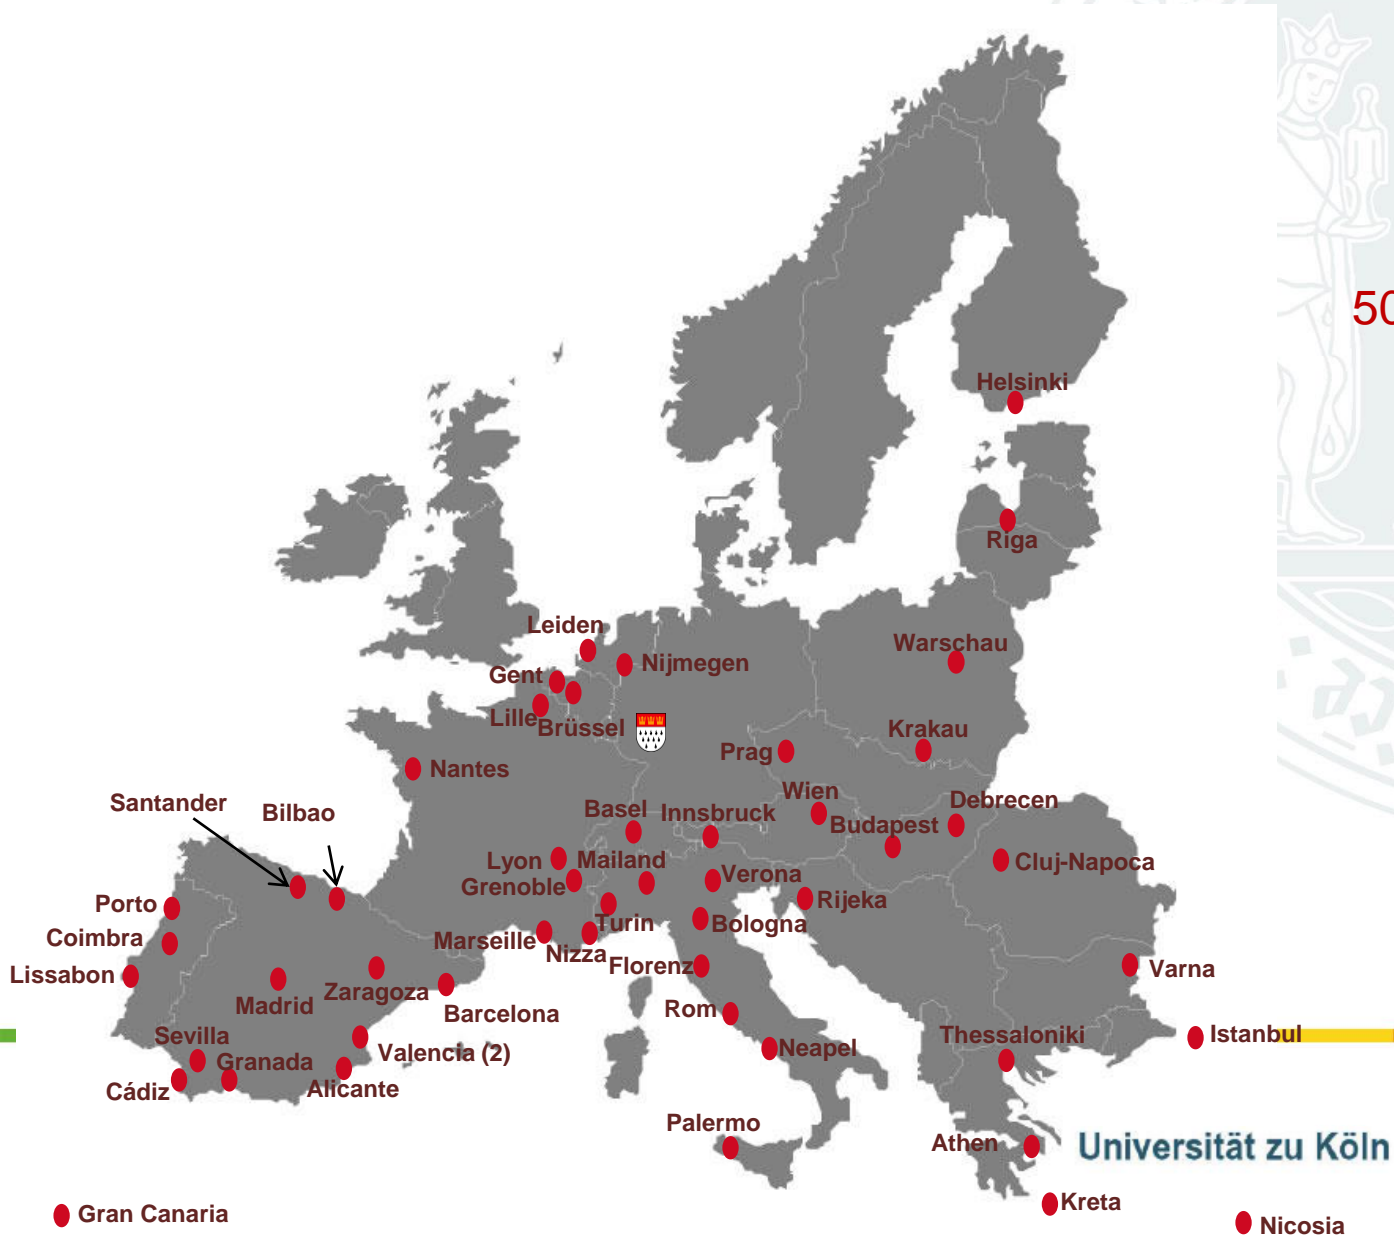 50
Helsinki
Riga
Leiden
Warschau
Nijmegen
Gent
Lille
Brüssel
Krakau
Prag
Nantes
Wien
Debrecen
Santander
Bilbao
Basel
Innsbruck
Budapest
Lyon
Mailand
Cluj-Napoca
Grenoble
Verona
Rijeka
Porto
Turin
Bologna
Coimbra
Marseille
Nizza
Florenz
Varna
Lissabon
Zaragoza
Madrid
Barcelona
Rom
Sevilla
Thessaloniki
Istanbul
Neapel
Valencia (2)
Granada
Cádiz
Alicante
Palermo
Athen
Universität zu Köln
Kreta
Gran Canaria
Nicosia